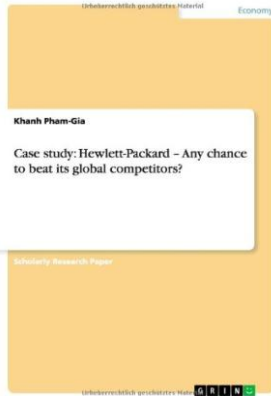 Urheberrechtlich geschütztes Material
Economy
Khanh Pham-Gia
Case study: Hewlett-Packard – Any chance
to beat its global competitors?
Scholarly Research Paper
GRIN
Urheberrechtlich geschütztes Material